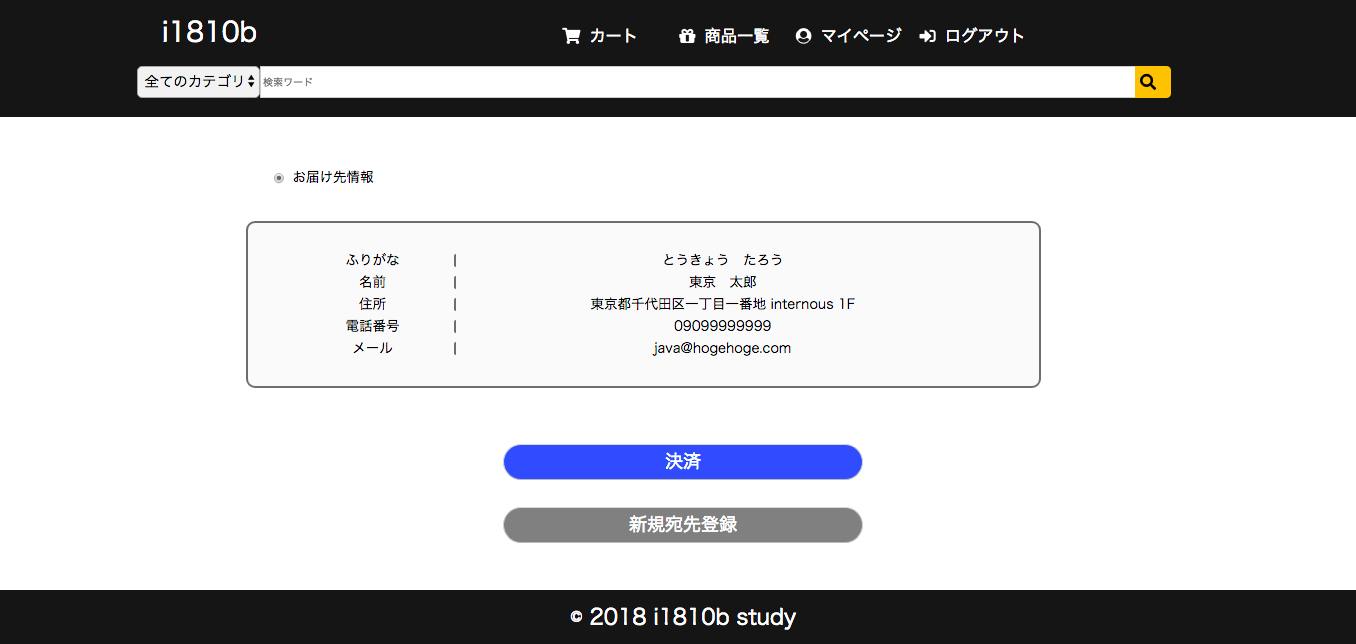 i1810b
カート 商品一覧 マイページ ログアウト
全てのカテゴリ 検索ワード
お届け先情報
ふりがな | とうきょう　たろう
名前 | 東京　太郎
住所 | 東京都千代田区一丁目一番地 internous 1F
電話番号 | 09099999999
メール | java@hogehoge.com
決済
新規宛先登録
© 2018 i1810b study